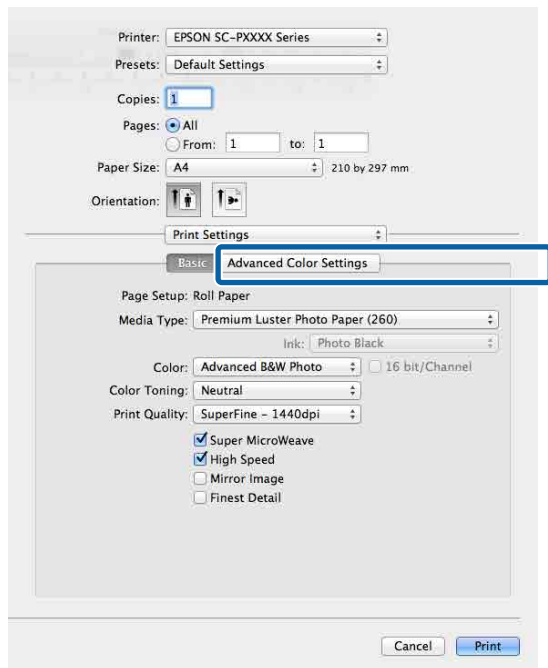 Printer: EPSON SC-PXXXX Series
Presets: Default Settings
Copies: 1
Pages: All
From: 1 to: 1
Paper Size: A4 210 by 297 mm
Orientation:
Print Settings
Basic Advanced Color Settings
Page Setup: Roll Paper
Media Type: Premium Luster Photo Paper (260)
Ink: Photo Black
Color: Advanced B&W Photo 16 bit/Channel
Color Toning: Neutral
Print Quality: SuperFine – 1440dpi
Super MicroWeave
High Speed
Mirror Image
Finest Detail
Cancel Print